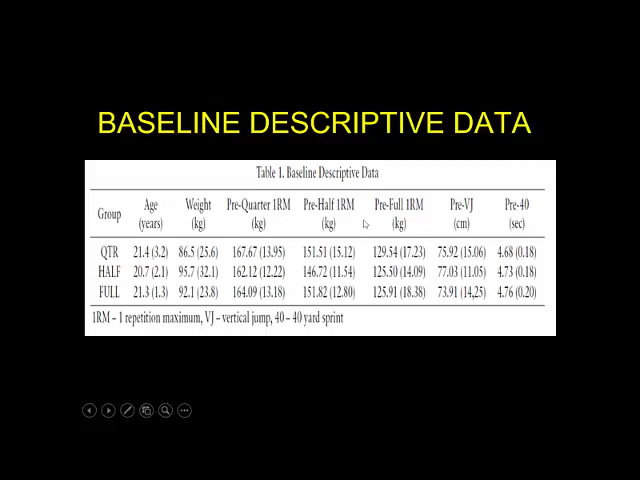 BASELINE DESCRIPTIVE DATA
Table 1. Baseline Descriptive Data
Group Age (years) Weight (kg) Pre-Quarter 1RM (kg) Pre-Half 1RM (kg) Pre-Full 1RM (kg) Pre-VJ (cm) Pre-40 (sec)
QTR 21.4 (3.2) 86.5 (25.6) 167.67 (13.95) 151.51 (15.12) 129.54 (17.23) 75.92 (15.06) 4.68 (0.18)
HALF 20.7 (2.1) 95.7 (32.1) 162.12 (12.22) 146.72 (11.54) 125.50 (14.09) 77.03 (11.05) 4.73 (0.18)
FULL 21.3 (1.3) 92.1 (23.8) 164.09 (13.18) 151.82 (12.80) 125.91 (18.38) 73.91 (14,25) 4.76 (0.20)
1RM – 1 repetition maximum, VJ – vertical jump, 40 – 40 yard sprint